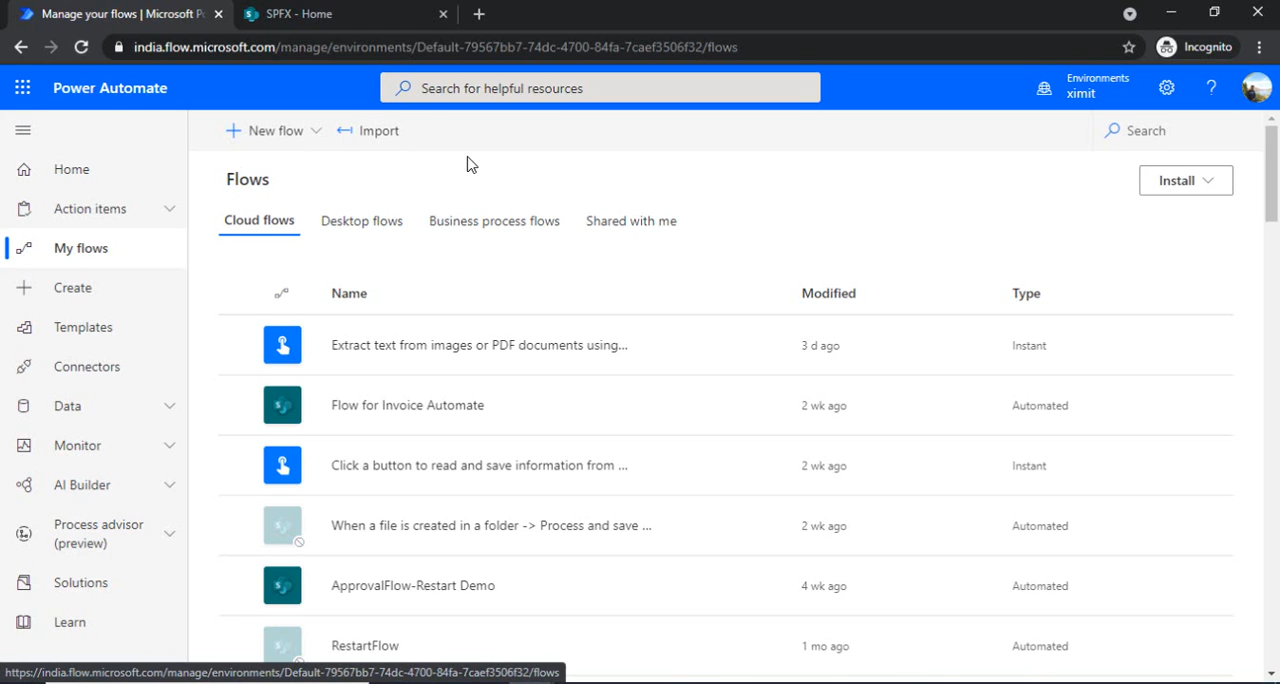 Manage your flows | Microsoft P
SPFX - Home
india.flow.microsoft.com/manage/environments/Default-79567bb7-74dc-4700-84fa-7caef3506f32/flows
Incognito
Power Automate
Search for helpful resources
Environments
ximit
New flow
Import
Search
Home
Action items
My flows
Create
Templates
Connectors
Data
Monitor
AI Builder
Process advisor
(preview)
Solutions
Learn
Flows
Install
Cloud flows
Desktop flows
Business process flows
Shared with me
Name Modified Type
Extract text from images or PDF documents using... 3 d ago Instant
Flow for Invoice Automate 2 wk ago Automated
Click a button to read and save information from ... 2 wk ago Instant
When a file is created in a folder -> Process and save ... 2 wk ago Automated
ApprovalFlow-Restart Demo 4 wk ago Automated
RestartFlow 1 mo ago Automated
https://india.flow.microsoft.com/manage/environments/Default-79567bb7-74dc-4700-84fa-7caef3506f32/flows